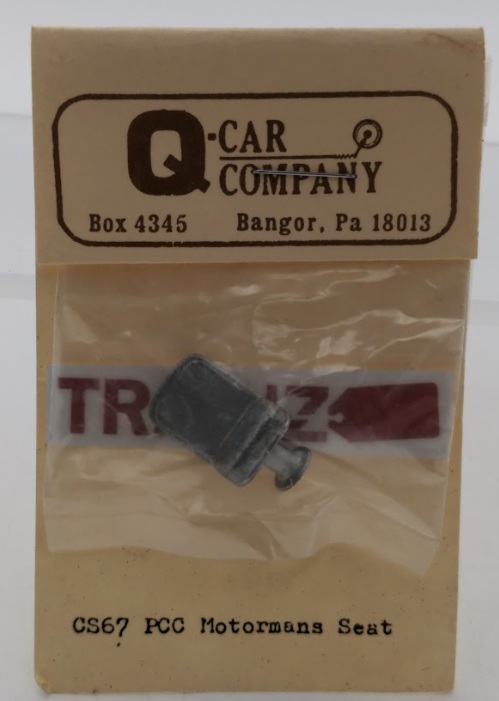 Q-CAR
COMPANY
Box 4345 Bangor, Pa 18013
CS67 PCC Motormans Seat